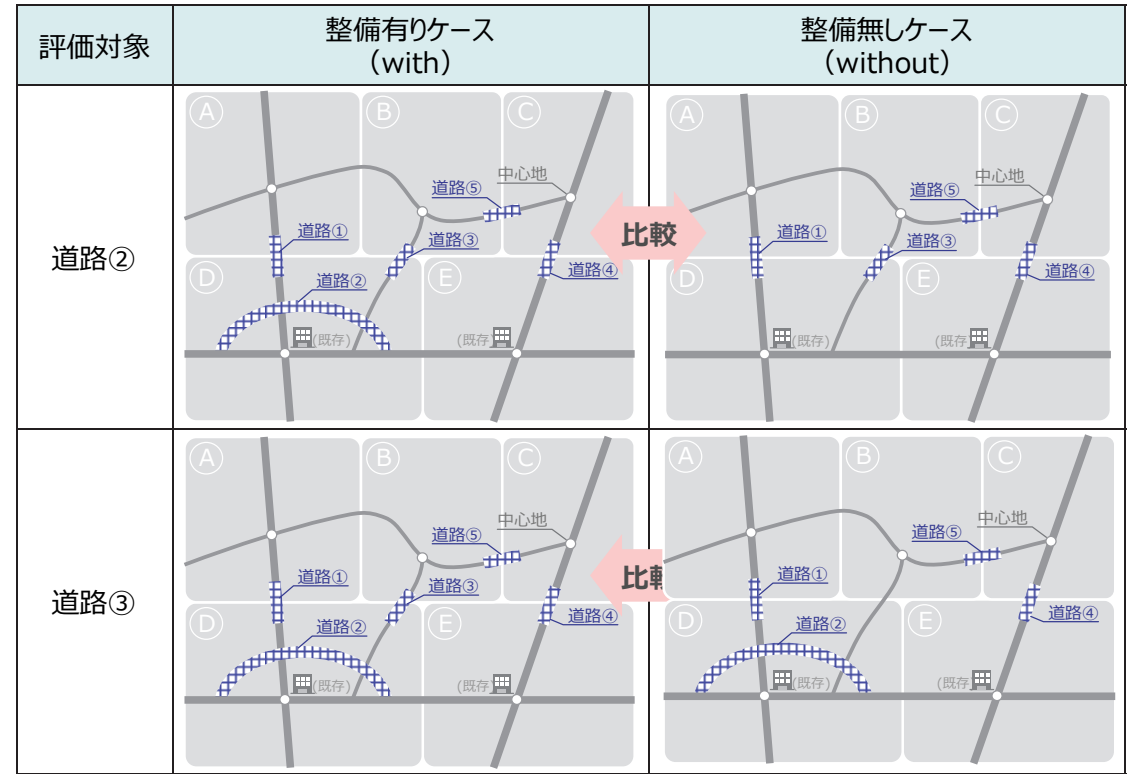 評価対象
整備有りケース
（with）
整備無しケース
（without）
道路②
Ⓐ
Ⓑ
Ⓒ
中心地
道路⑤
道路①
道路③
Ⓓ
道路②
Ⓔ
道路④
(既存)
(既存)
比較
Ⓐ
Ⓑ
Ⓒ
中心地
道路⑤
道路①
道路③
Ⓓ
Ⓔ
道路④
(既存)
(既存)
道路③
Ⓐ
Ⓑ
Ⓒ
中心地
道路⑤
道路①
道路③
Ⓓ
道路②
Ⓔ
道路④
(既存)
(既存)
比
Ⓐ
Ⓑ
Ⓒ
中心地
道路⑤
道路①
Ⓓ
道路②
Ⓔ
道路④
(既存)
(既存)